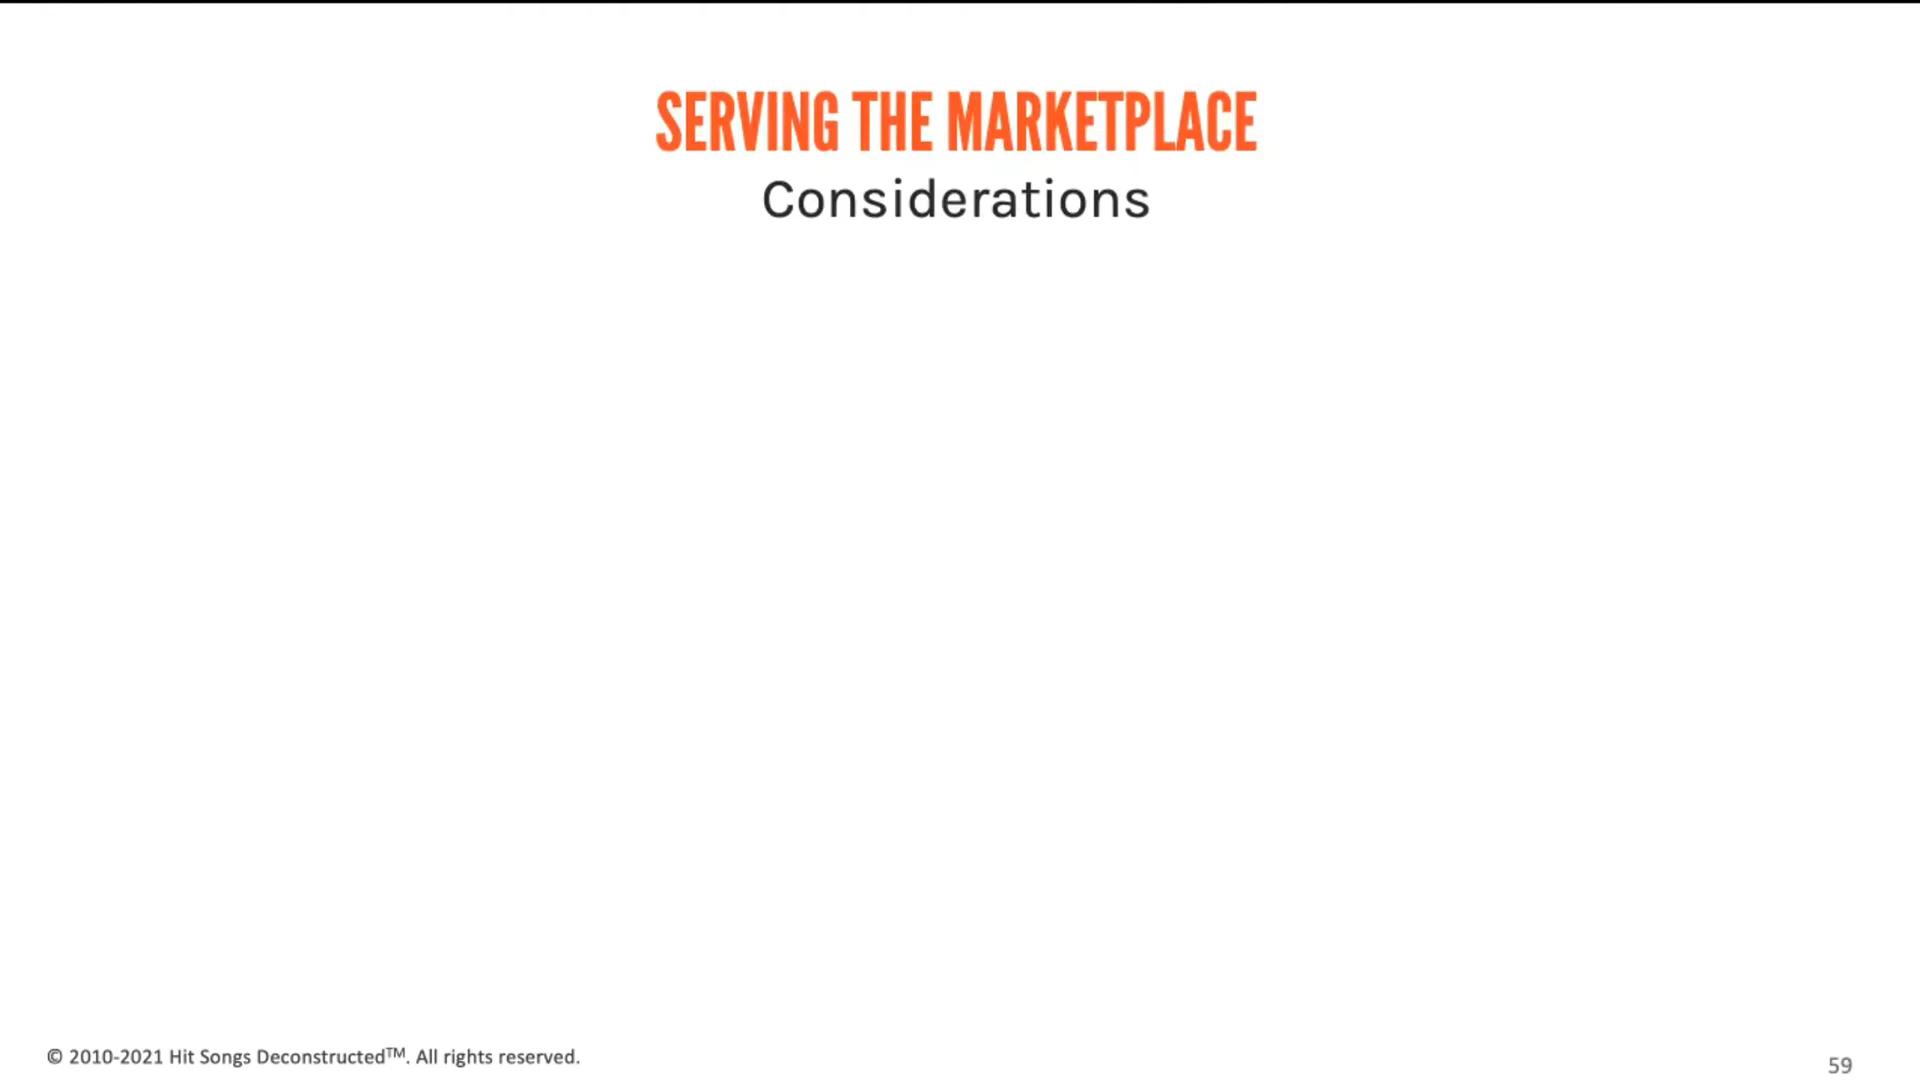 SERVING THE MARKETPLACE
Considerations
© 2010-2021 Hit Songs Deconstructed™. All rights reserved.
59